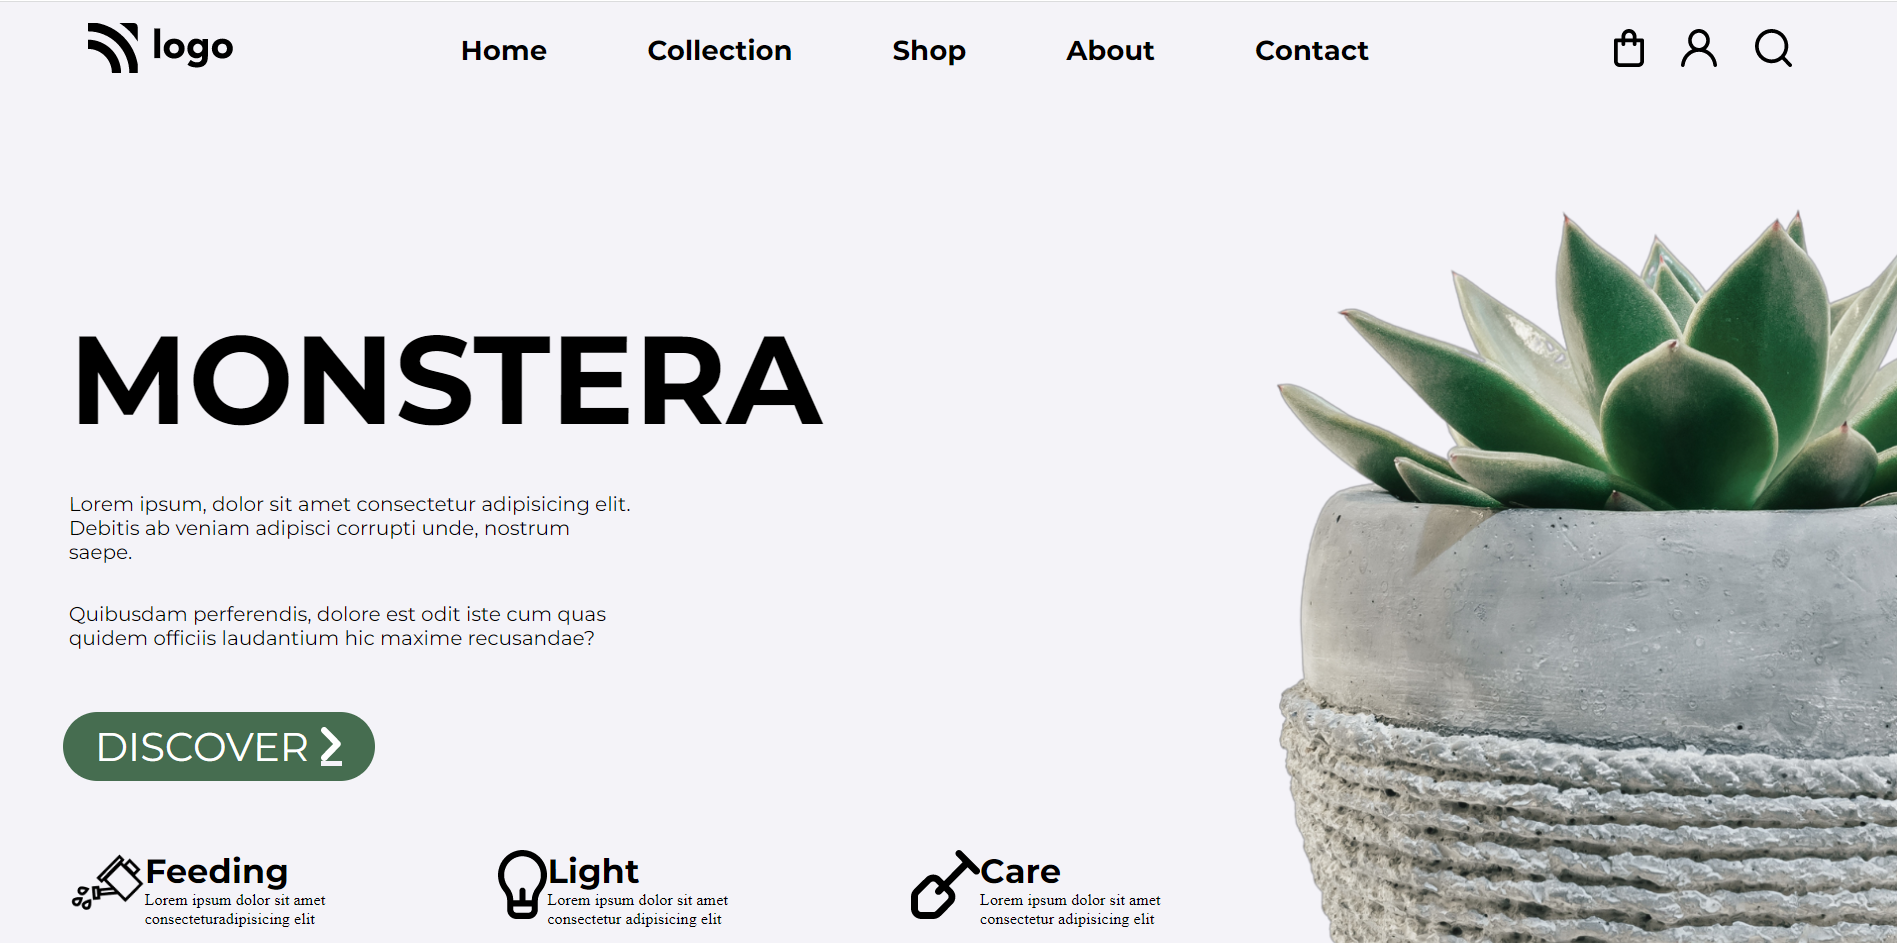 logo
Home Collection Shop About Contact
MONSTERA
Lorem ipsum, dolor sit amet consectetur adipisicing elit.
Debitis ab veniam adipisci corrupti unde, nostrum
saepe.
Quibusdam perferendis, dolore est odit iste cum quas
quidem officiis laudantium hic maxime recusandae?
DISCOVER
Feeding
Lorem ipsum dolor sit amet
consecteturadipisicing elit
Light
Lorem ipsum dolor sit amet
consectetur adipisicing elit
Care
Lorem ipsum dolor sit amet
consectetur adipisicing elit